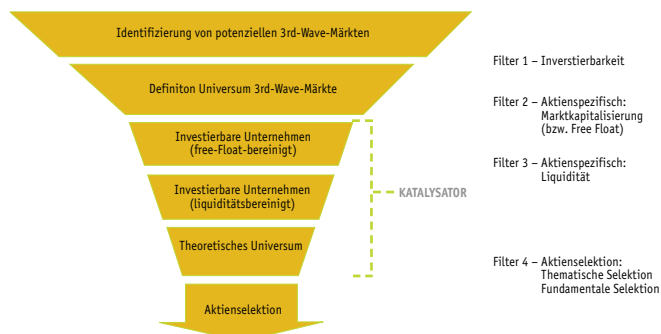 Identifizierung von potenziellen 3rd-Wave-Märkten
Definiton Universum 3rd-Wave-Märkte
Investierbare Unternehmen
(free-Float-bereinigt)
Investierbare Unternehmen
(liquiditätsbereinigt)
Theoretisches Universum
Aktienselektion
KATALYSATOR
Filter 1 – Inverstierbarkeit
Filter 2 – Aktienspezifisch:
Marktkapitalisierung
(bzw. Free Float)
Filter 3 – Aktienspezifisch:
Liquidität
Filter 4 – Aktienselektion:
Thematische Selektion
Fundamentale Selektion